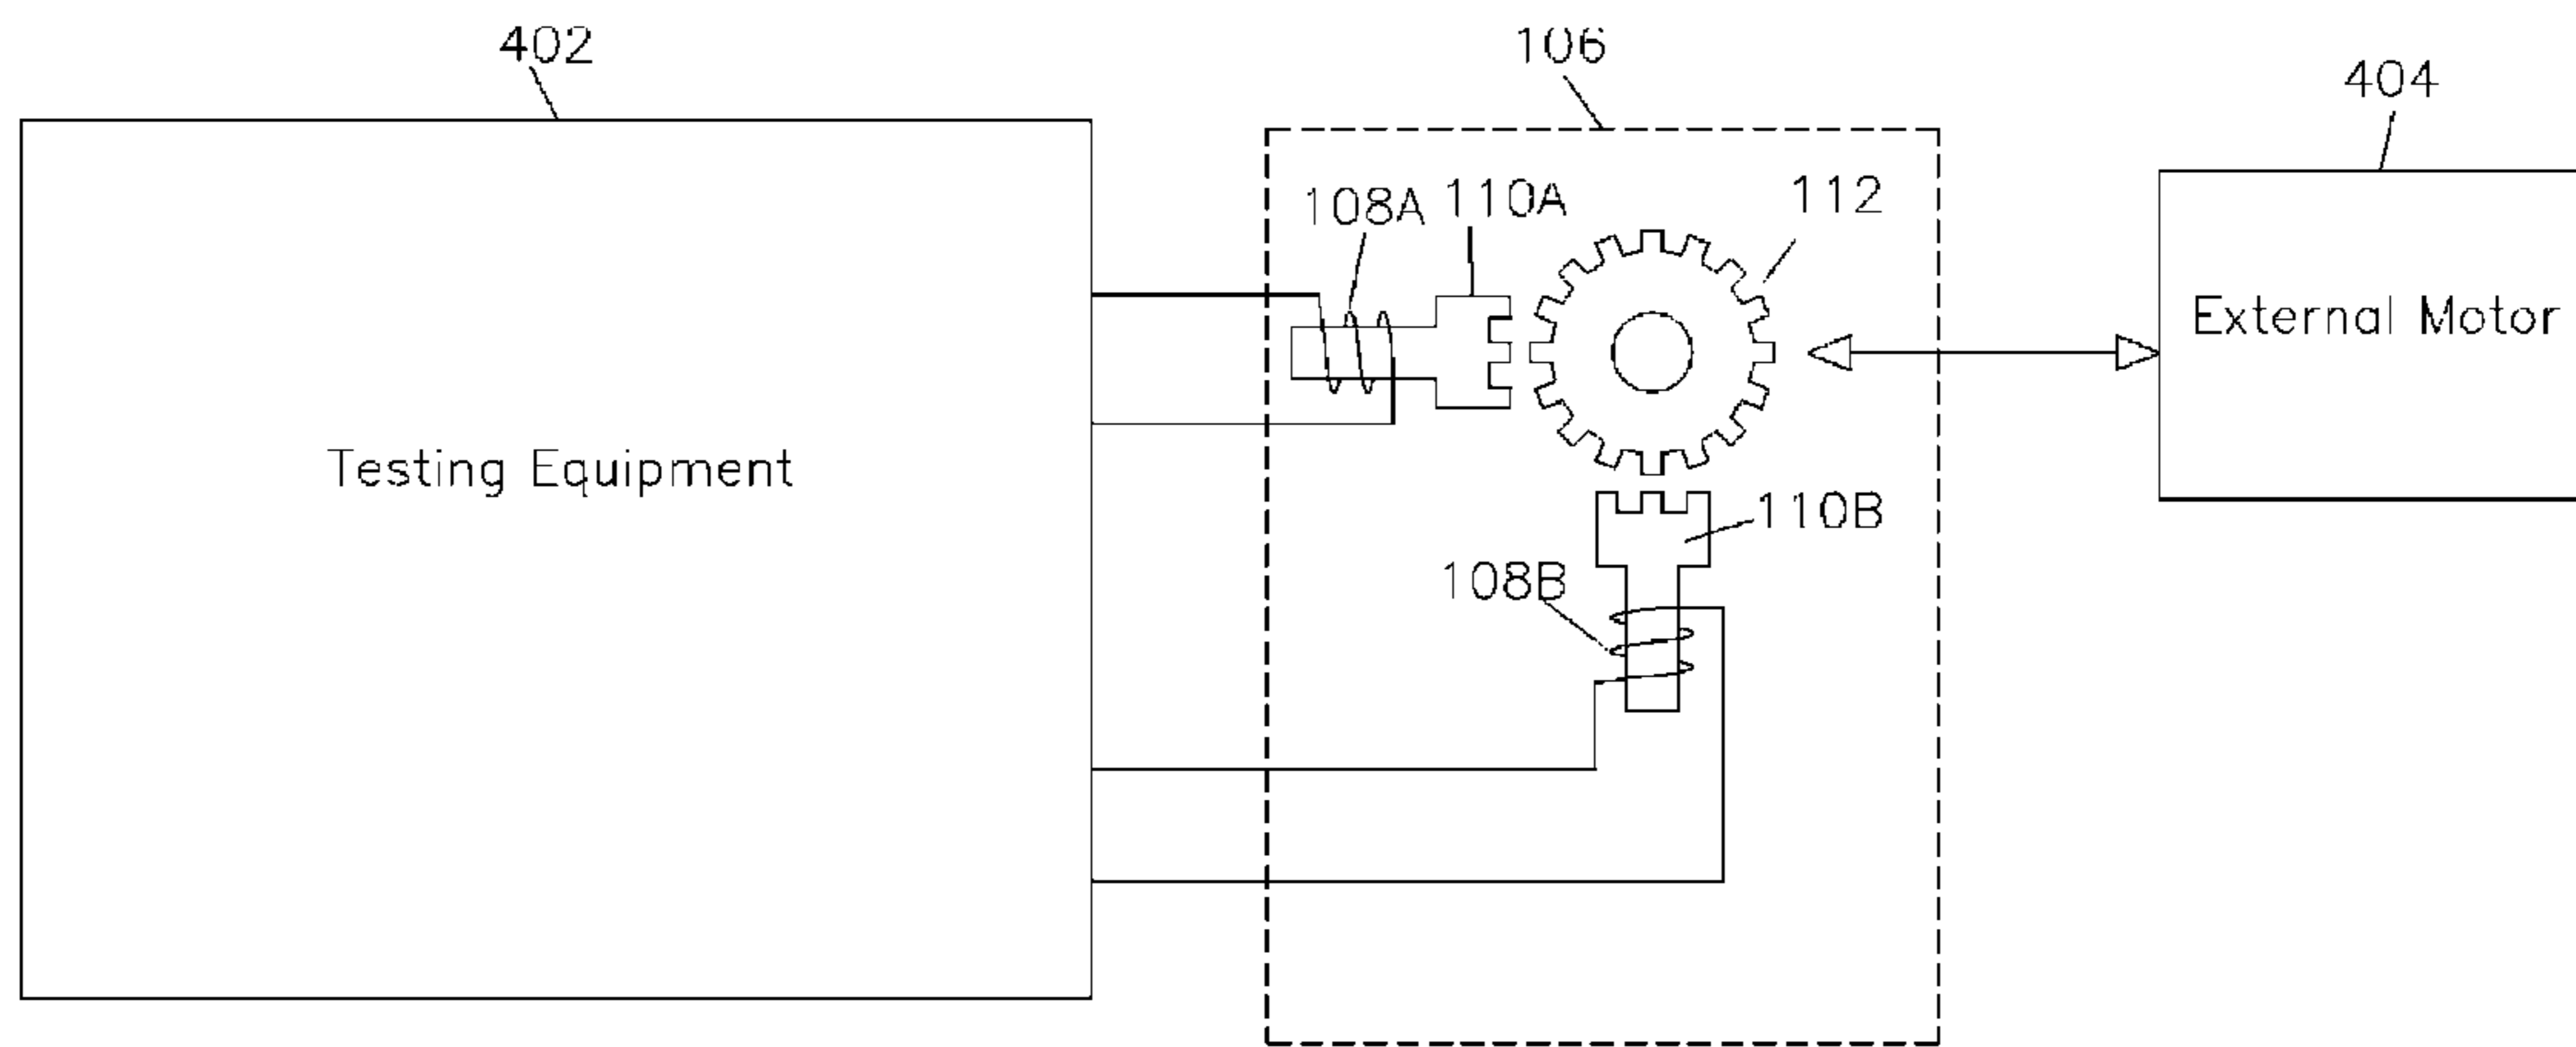 402
106
404
108A
110A
112
External Motor
Testing Equipment
110B
108B